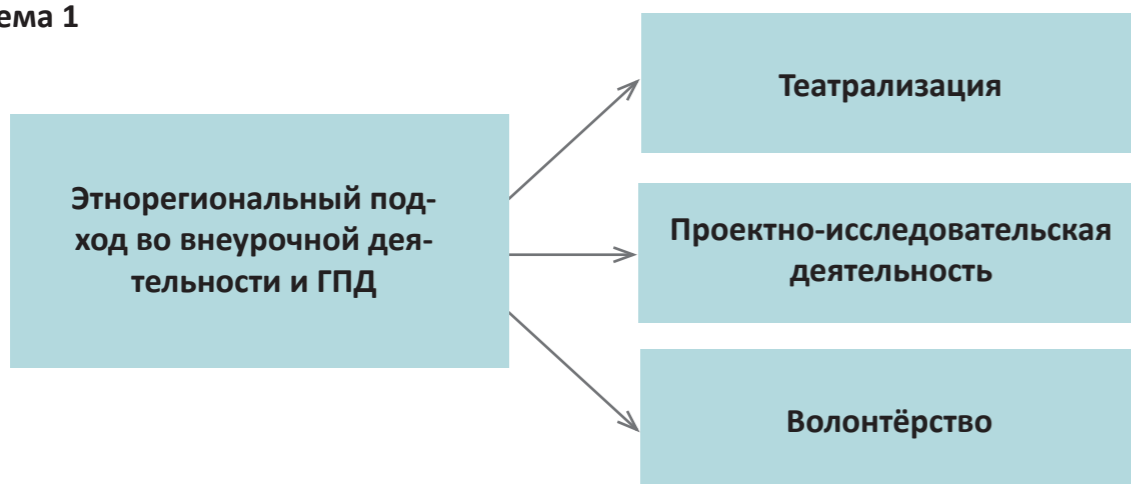 ема 1
Театрализация
Этнорегиональный под-
ход во внеурочной дея-
тельности и ГПД
Проектно-исследовательская
деятельность
Волонтёрство